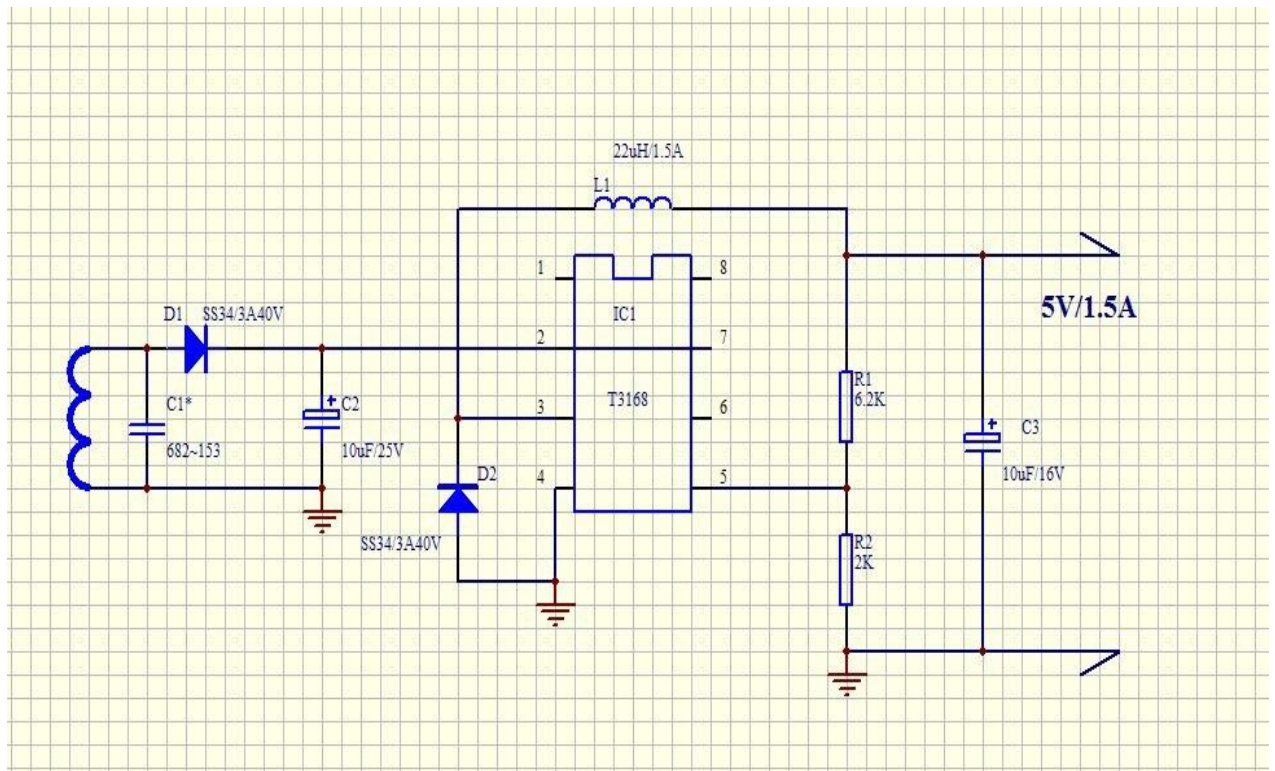 22uH/1.5A
L1
1
8
D1
SS34/3A40V
IC1
5V/1.5A
2
7
C1*
C2
3
T3168
6
R1
6.2K
682~153
10uF/25V
C3
4
D2
5
10uF/16V
SS34/3A40V
R2
2K